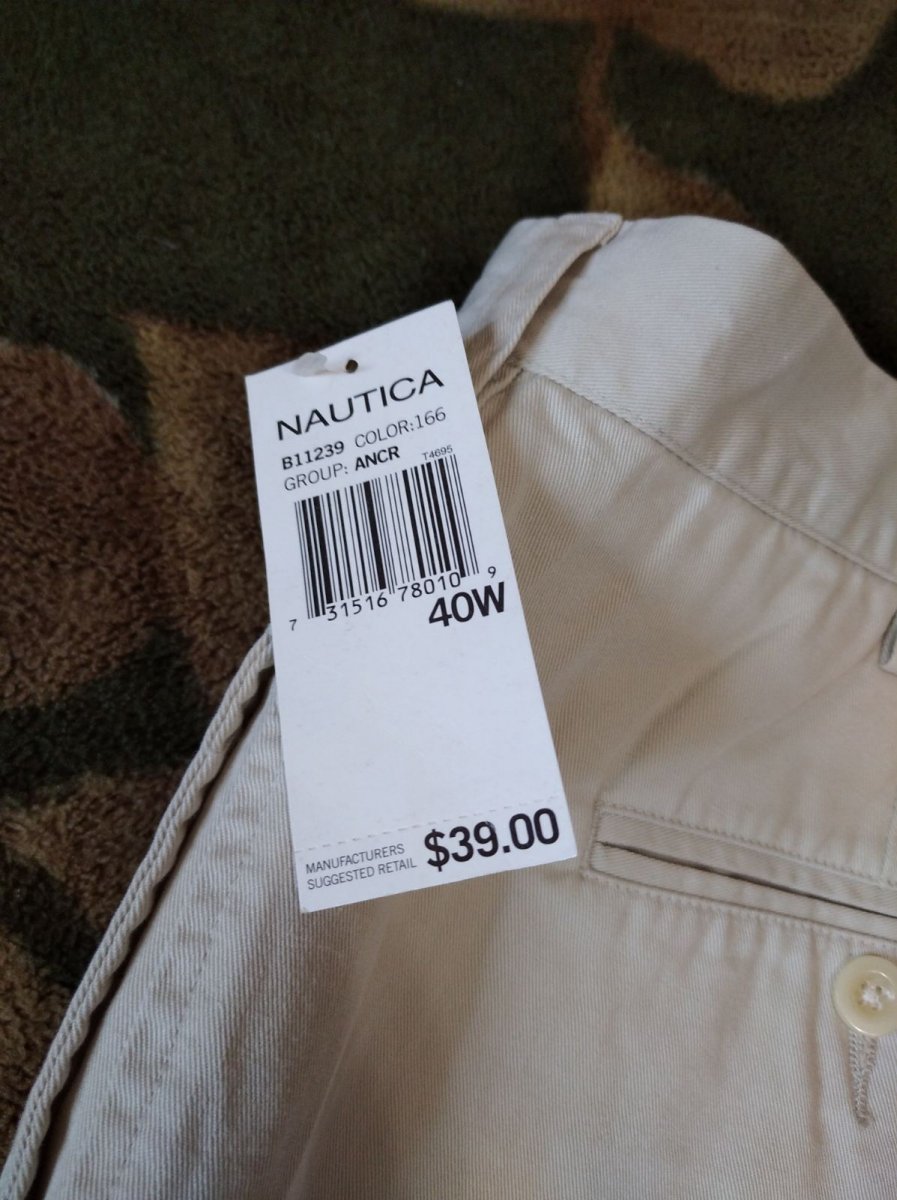 NAUTICA
B11239 COLOR:166
GROUP: ANCR T4695
7 31516 78010 9
40W
MANUFACTURERS
SUGGESTED RETAIL $39.00